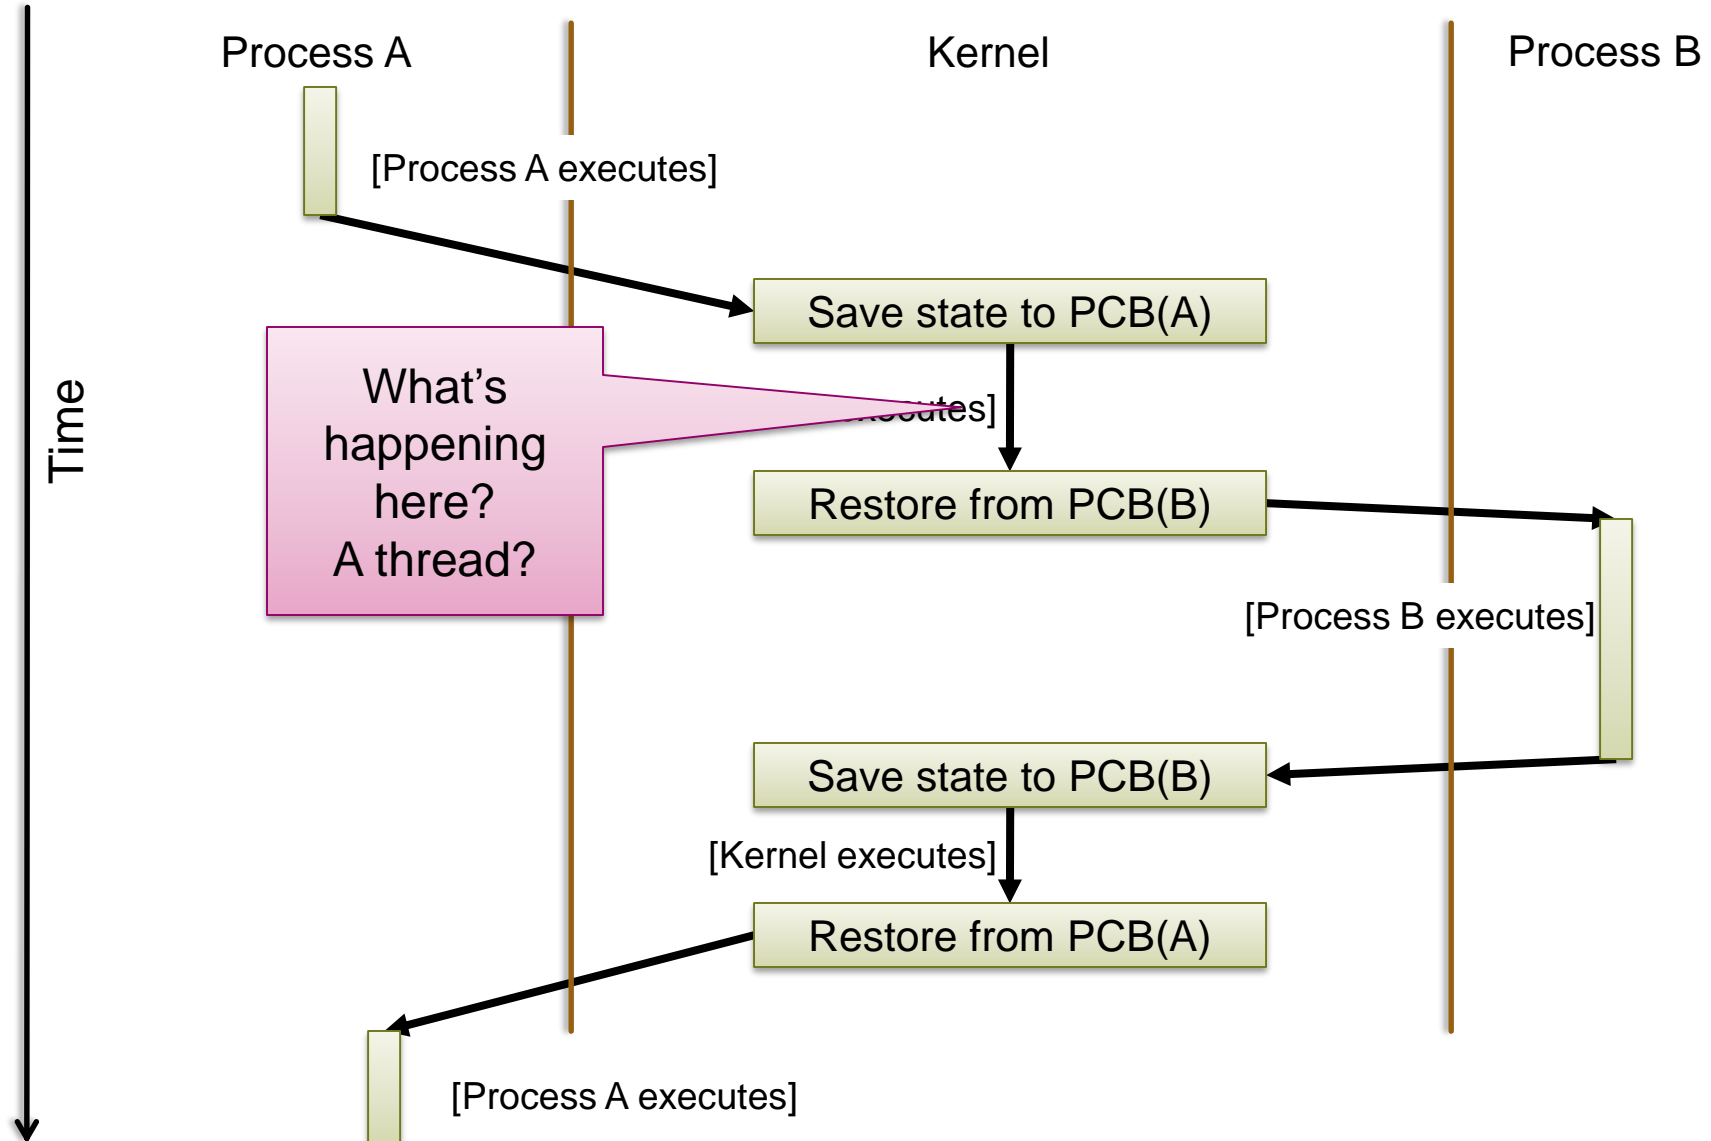 Process A
Kernel
Process B
[Process A executes]
Save state to PCB(A)
What's
happening
here?
A thread?
executes]
Time
Restore from PCB(B)
[Process B executes]
Save state to PCB(B)
[Kernel executes]
Restore from PCB(A)
[Process A executes]